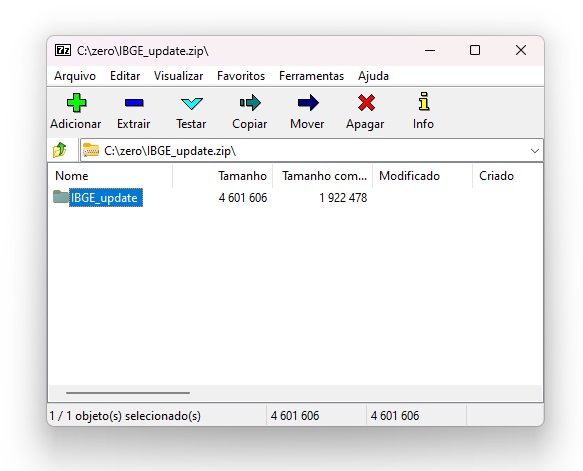 7z C:\zero\IBGE_update.zip\
Arquivo Editar Visualizar Favoritos Ferramentas Ajuda
Adicionar Extrair Testar Copiar Mover Apagar Info
C:\zero\IBGE_update.zip\
Nome Tamanho Tamanho com... Modificado Criado
IBGE_update 4 601 606 1 922 478
1 / 1 objeto(s) selecionado(s) 4 601 606 4 601 606